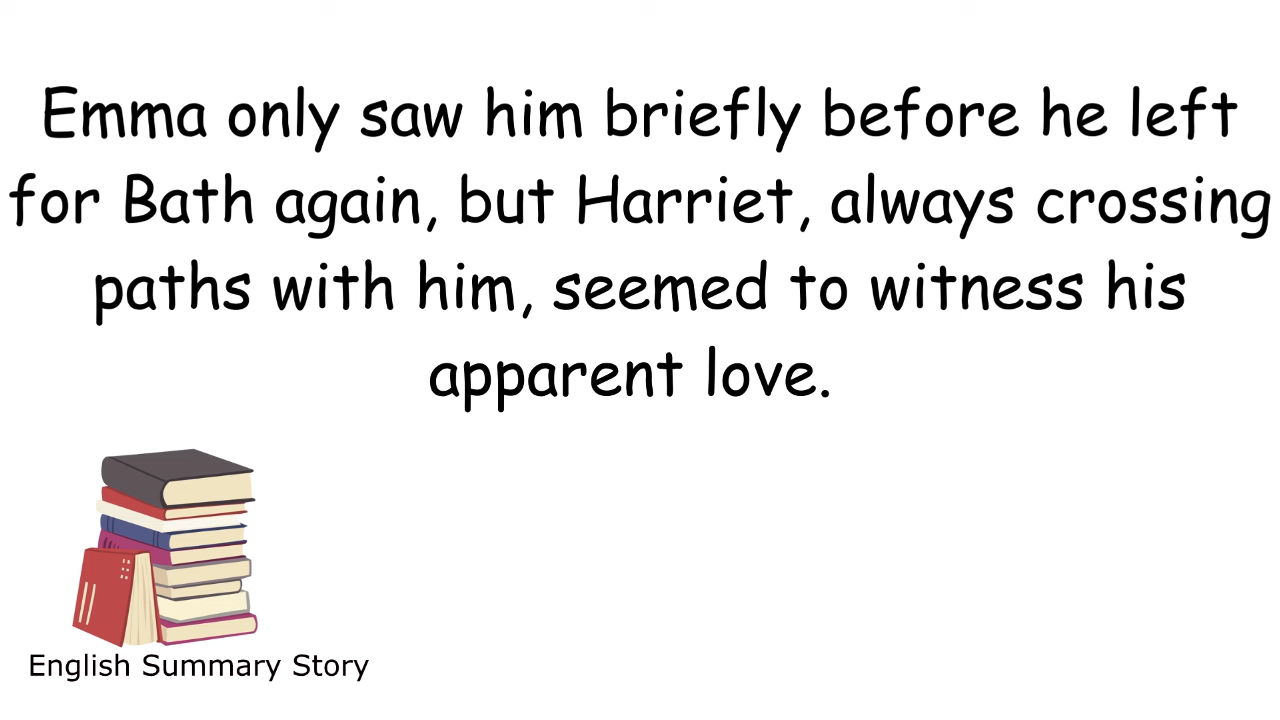 Emma only saw him briefly before he left
for Bath again, but Harriet, always crossing
paths with him, seemed to witness his
apparent love.
English Summary Story